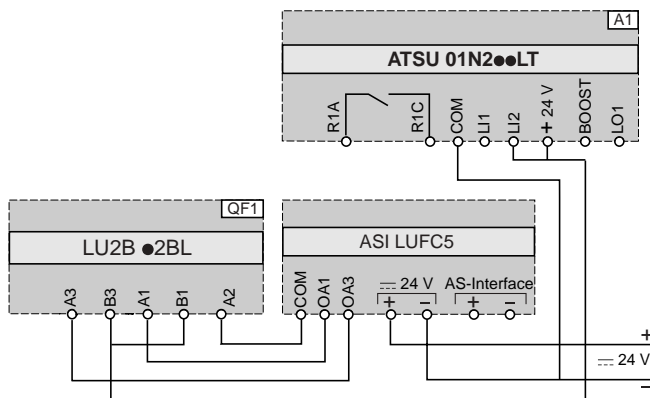 A1
ATSU 01N2●●LT
R1A
R1C
COM
LI1
LI2
+ 24 V
BOOST
LO1
QF1
LU2B ●2BL
ASI LUFC5
A3
B3
A1
B1
A2
COM
OA1
OA3
24 V
+ −
AS-Interface
+ −
+
24 V
−